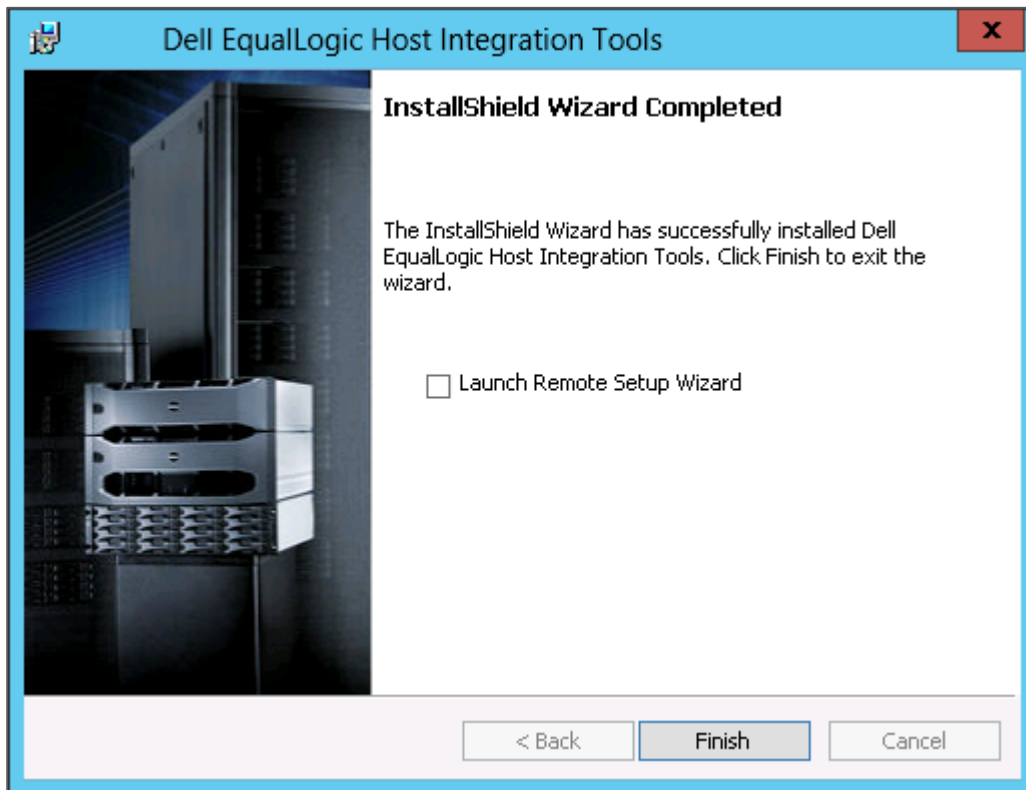 Dell EqualLogic Host Integration Tools
x
InstallShield Wizard Completed
The InstallShield Wizard has successfully installed Dell
EqualLogic Host Integration Tools. Click Finish to exit the
wizard.
Launch Remote Setup Wizard
< Back Finish Cancel